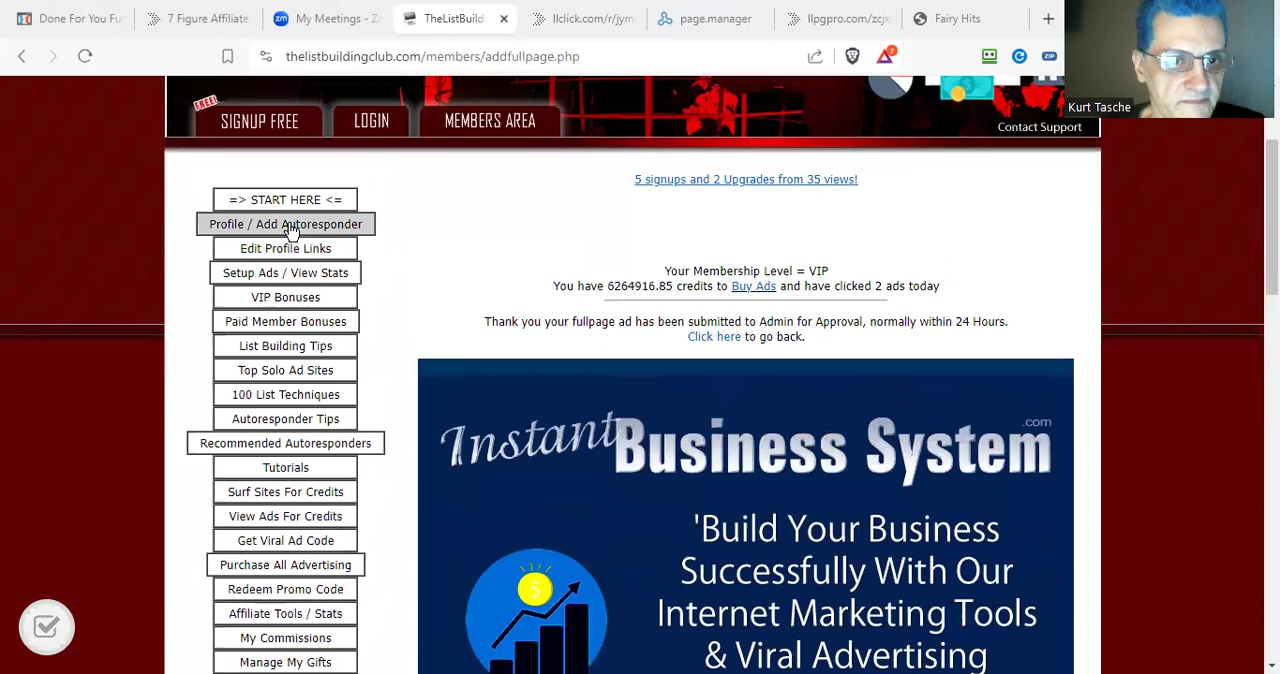 Done For You Fu
7 Figure Affiliate
My Meetings - Z
TheListBuildi
llclick.com/r/jym
page.manager
llpgpro.com/zcjx
Fairy Hits
thelistbuildingclub.com/members/addfullpage.php
7
ZIP
Kurt Tasche
FREE!
SIGNUP FREE
LOGIN
MEMBERS AREA
Contact Support
=> START HERE <=
Profile / Add Autoresponder
Edit Profile Links
Setup Ads / View Stats
VIP Bonuses
Paid Member Bonuses
List Building Tips
Top Solo Ad Sites
100 List Techniques
Autoresponder Tips
Recommended Autoresponders
Tutorials
Surf Sites For Credits
View Ads For Credits
Get Viral Ad Code
Purchase All Advertising
Redeem Promo Code
Affiliate Tools / Stats
My Commissions
Manage My Gifts
5 signups and 2 Upgrades from 35 views!
Your Membership Level = VIP
You have 6264916.85 credits to Buy Ads and have clicked 2 ads today
Thank you your fullpage ad has been submitted to Admin for Approval, normally within 24 Hours.
Click here to go back.
Instant Business System .com
'Build Your Business
Successfully With Our
Internet Marketing Tools
& Viral Advertising